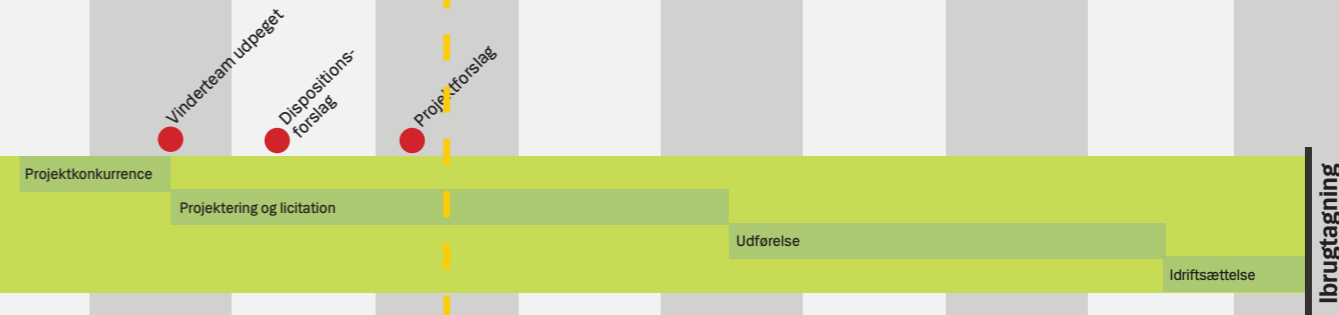 Vinderteam udpeget
Dispositions-
forslag
Projektforslag
Projektkonkurrence
Projektering og licitation
Udførelse
Idriftsættelse
Ibrugtagning